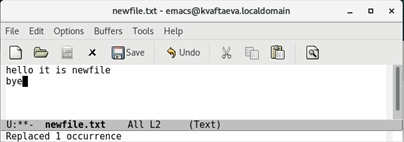 newfile.txt - emacs@kvaftaeva.localdomain
File Edit Options Buffers Tools Help
Save Undo
hello it is newfile
bye
U:**- newfile.txt All L2 (Text)
Replaced 1 occurrence